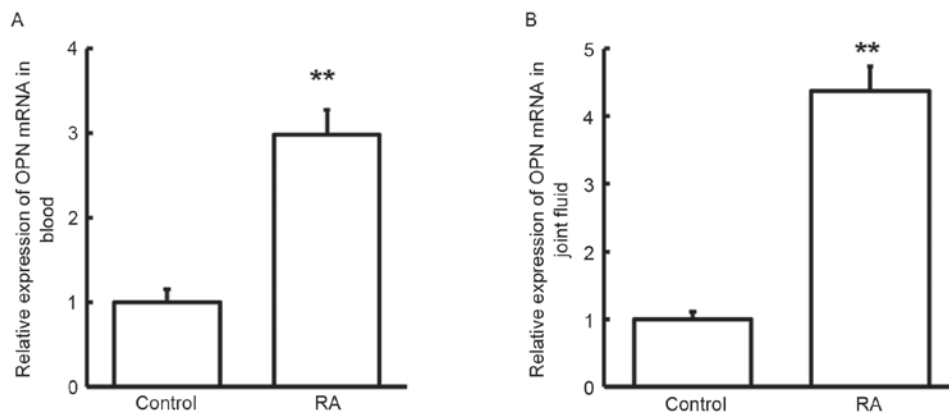 A
Relative expression of OPN mRNA in
blood
4
3
2
1
0
**
Control
RA
B
Relative expression of OPN mRNA in
joint fluid
5
4
3
2
1
0
**
Control
RA